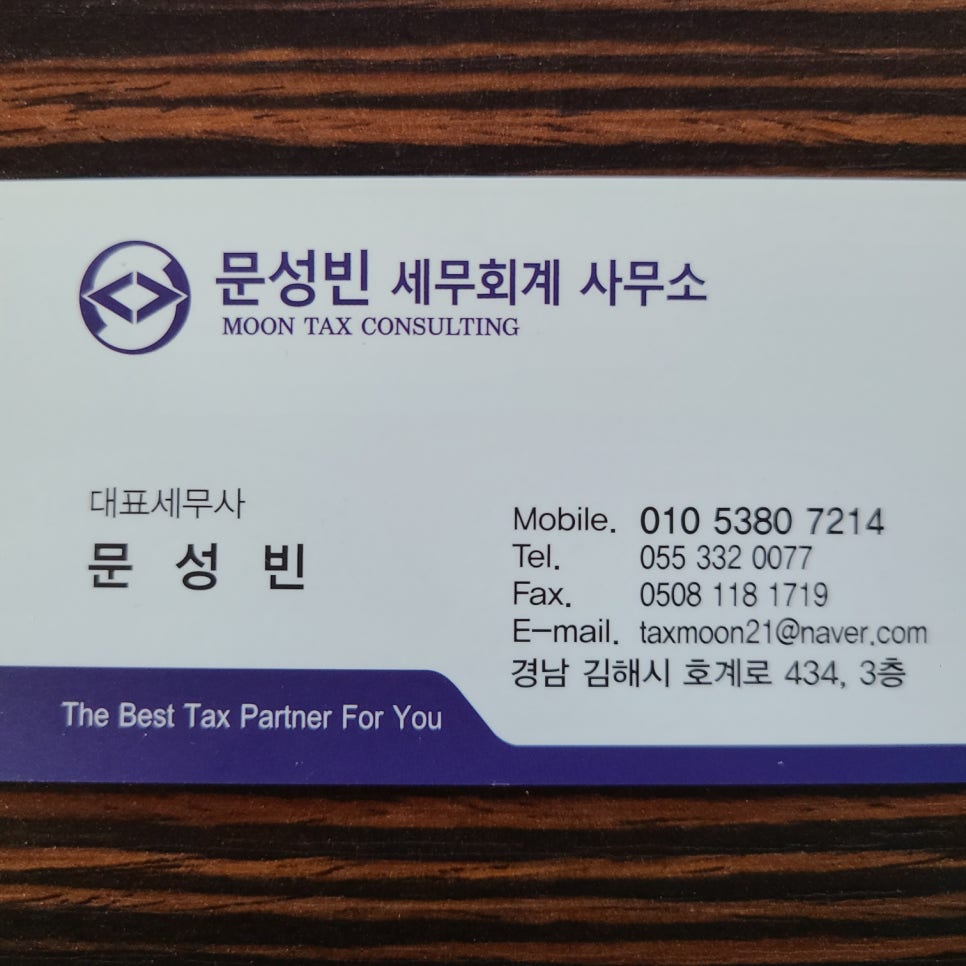 문성빈 세무회계 사무소
MOON TAX CONSULTING
대표세무사
문 성 빈
Mobile. 010 5380 7214
Tel. 055 332 0077
Fax. 0508 118 1719
E-mail. taxmoon21@naver.com
경남 김해시 호계로 434, 3층
The Best Tax Partner For You